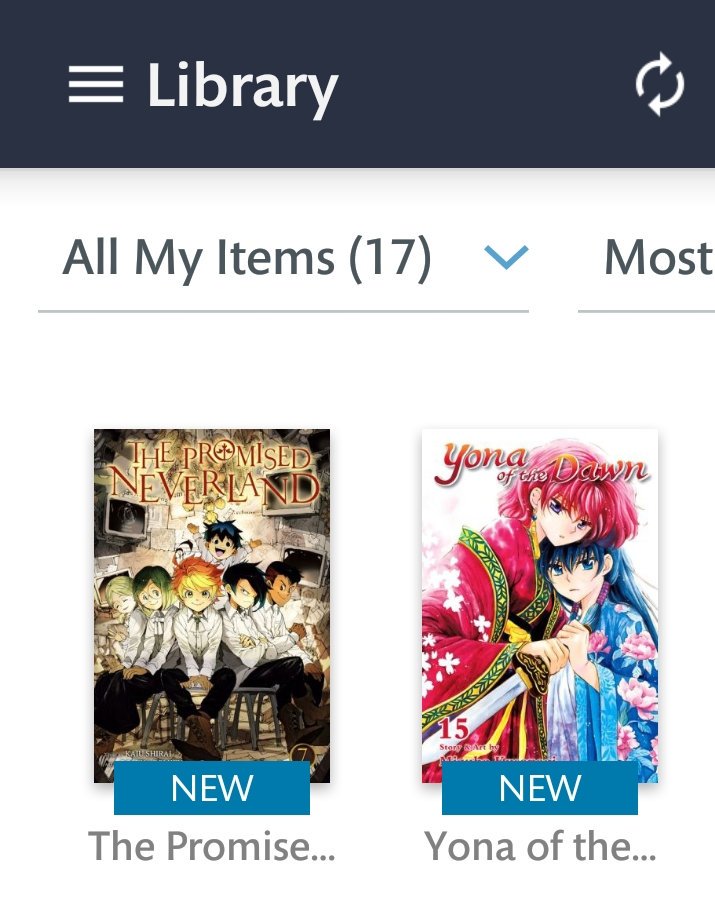 Library
All My Items (17)
Most
THE PROMISED
NEVERLAND
KAIU SHIRAI
7
Yona
of the Dawn
15
Story & Art by
NEW
NEW
The Promise...
Yona of the...